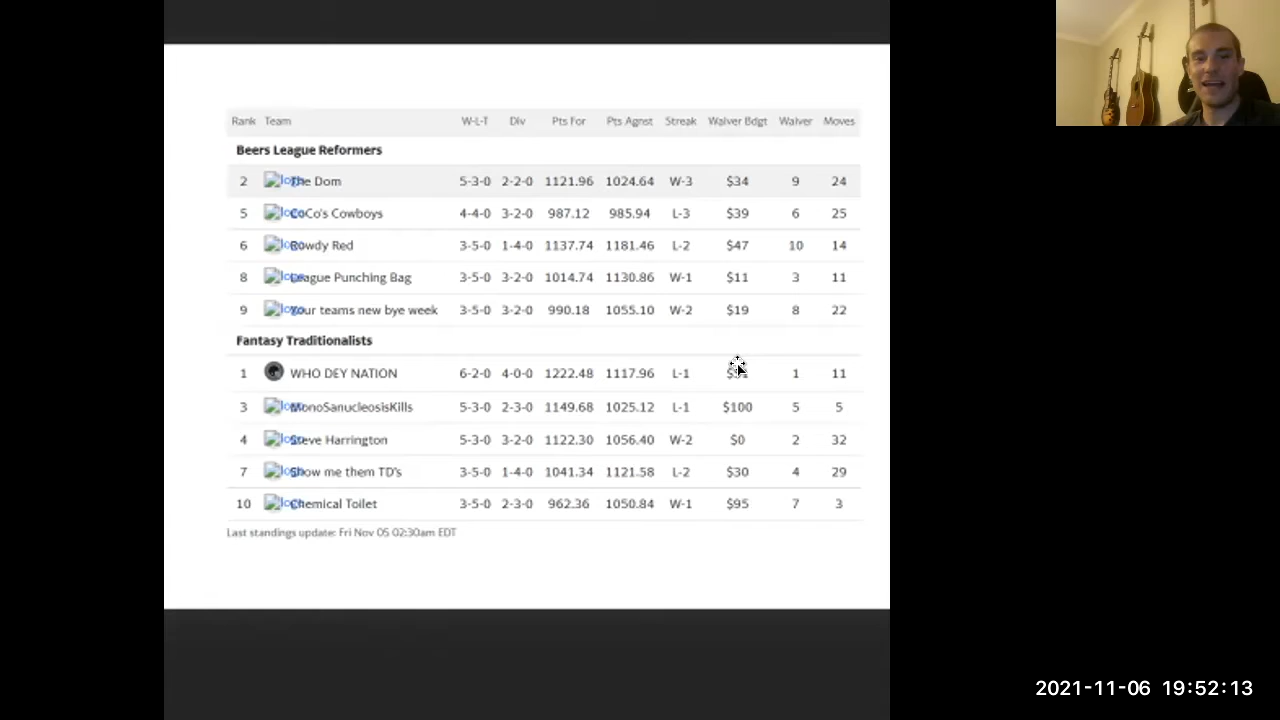 Rank Team W-L-T Div Pts For Pts Agnst Streak Waiver Bdgt Waiver Moves
Beers League Reformers
2 The Dom 5-3-0 2-2-0 1121.96 1024.64 W-3 $34 9 24
5 CoCo's Cowboys 4-4-0 3-2-0 987.12 985.94 L-3 $39 6 25
6 Rowdy Red 3-5-0 1-4-0 1137.74 1181.46 L-2 $47 10 14
8 League Punching Bag 3-5-0 3-2-0 1014.74 1130.86 W-1 $11 3 11
9 Your teams new bye week 3-5-0 3-2-0 990.18 1055.10 W-2 $19 8 22
Fantasy Traditionalists
1 WHO DEY NATION 6-2-0 4-0-0 1222.48 1117.96 L-1 1 11
3 MonoSanucleosisKills 5-3-0 2-3-0 1149.68 1025.12 L-1 $100 5 5
4 Steve Harrington 5-3-0 3-2-0 1122.30 1056.40 W-2 $0 2 32
7 Show me them TD's 3-5-0 1-4-0 1041.34 1121.58 L-2 $30 4 29
10 Chemical Toilet 3-5-0 2-3-0 962.36 1050.84 W-1 $95 7 3
Last standings update: Fri Nov 05 02:30am EDT
2021-11-06 19:52:13